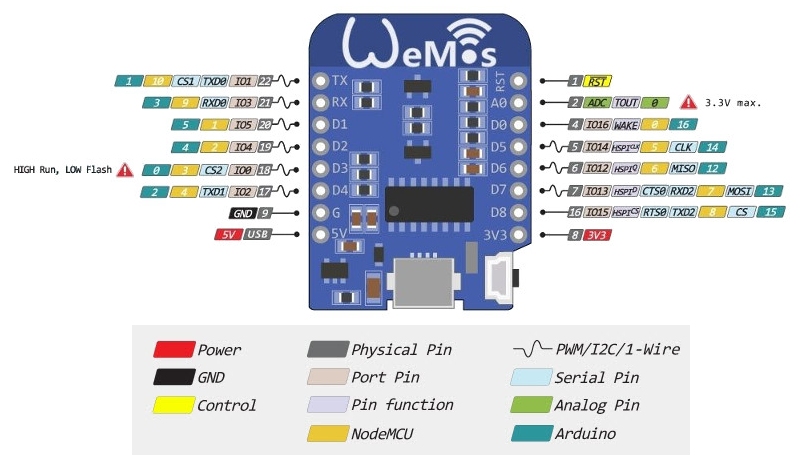 WeMos
1 10 CS1 TXD0 IO1 22 TX RST 1 RST
3 9 RXD0 IO3 21 RX A0 2 ADC TOUT 0 3.3V max.
5 1 IO5 20 D1 D0 4 IO16 WAKE 0 16
4 2 IO4 19 D2 D5 5 IO14 HSPICLK 5 CLK 14
HIGH Run, LOW Flash 0 3 CS2 IO0 18 D3 D6 6 IO12 HSPIQ 6 MISO 12
2 4 TXD1 IO2 17 D4 D7 7 IO13 HSPID CTS0 RXD2 7 MOSI 13
GND 9 G D8 16 IO15 HSPICS RTS0 TXD2 8 CS 15
5V USB 5V 3V3 8 3V3
Power Physical Pin PWM/I2C/1-Wire
GND Port Pin Serial Pin
Control Pin function Analog Pin
NodeMCU Arduino